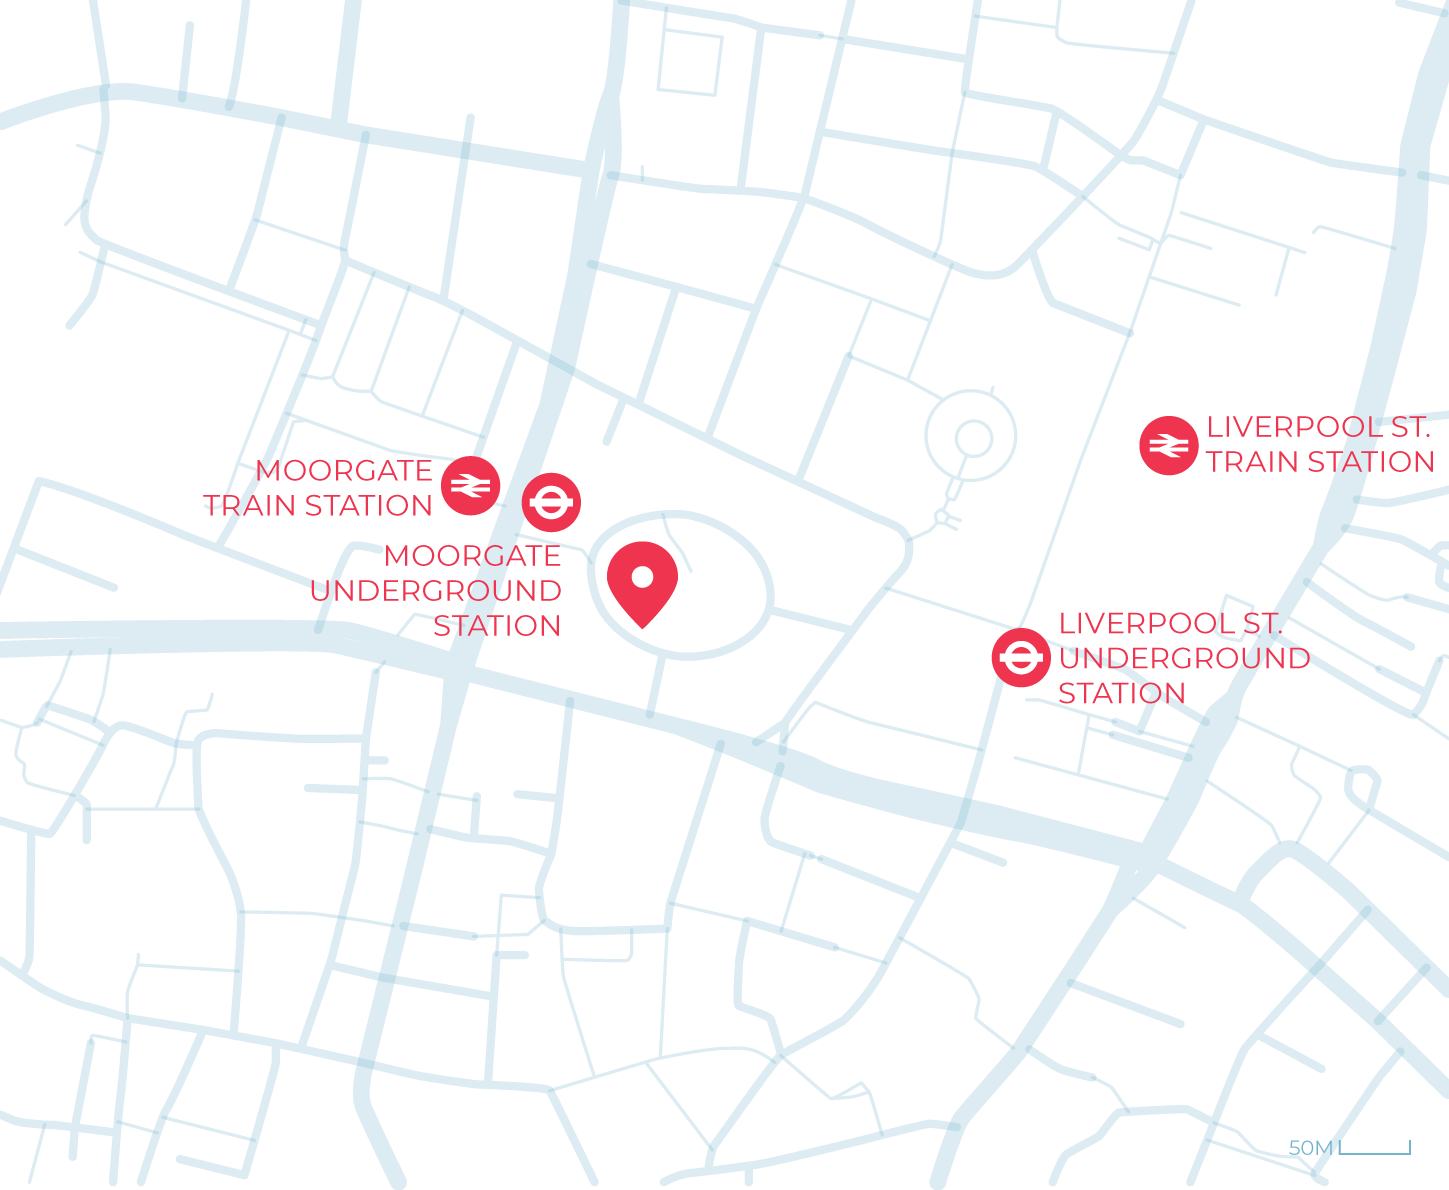 LIVERPOOL ST.
TRAIN STATION
MOORGATE
TRAIN STATION
MOORGATE
UNDERGROUND
STATION
LIVERPOOL ST.
UNDERGROUND
STATION
50M